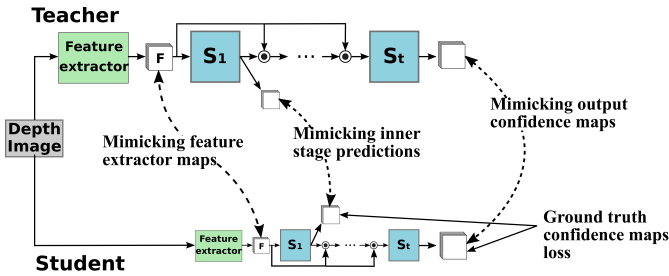 Teacher
Feature
extractor
F
S1
...
St
Depth
Image
Mimicking feature
extractor maps
Mimicking inner
stage predictions
Mimicking output
confidence maps
Feature
extractor
F
S1
...
St
Ground truth
confidence maps
loss
Student